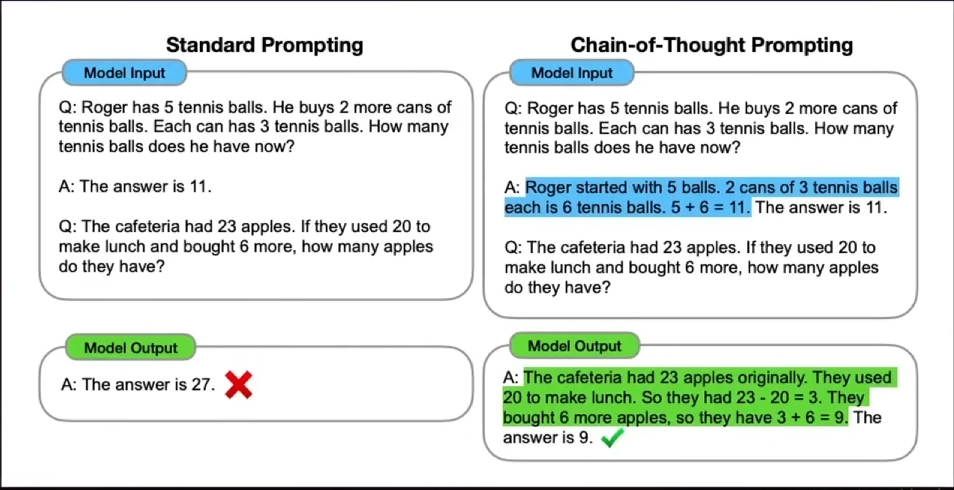 Standard Prompting
Model Input
Q: Roger has 5 tennis balls. He buys 2 more cans of
tennis balls. Each can has 3 tennis balls. How many
tennis balls does he have now?
A: The answer is 11.
Q: The cafeteria had 23 apples. If they used 20 to
make lunch and bought 6 more, how many apples
do they have?
Model Output
A: The answer is 27.
Chain-of-Thought Prompting
Model Input
Q: Roger has 5 tennis balls. He buys 2 more cans of
tennis balls. Each can has 3 tennis balls. How many
tennis balls does he have now?
A: Roger started with 5 balls. 2 cans of 3 tennis balls
each is 6 tennis balls. 5 + 6 = 11. The answer is 11.
Q: The cafeteria had 23 apples. If they used 20 to
make lunch and bought 6 more, how many apples
do they have?
Model Output
A: The cafeteria had 23 apples originally. They used
20 to make lunch. So they had 23 - 20 = 3. They
bought 6 more apples, so they have 3 + 6 = 9. The
answer is 9.